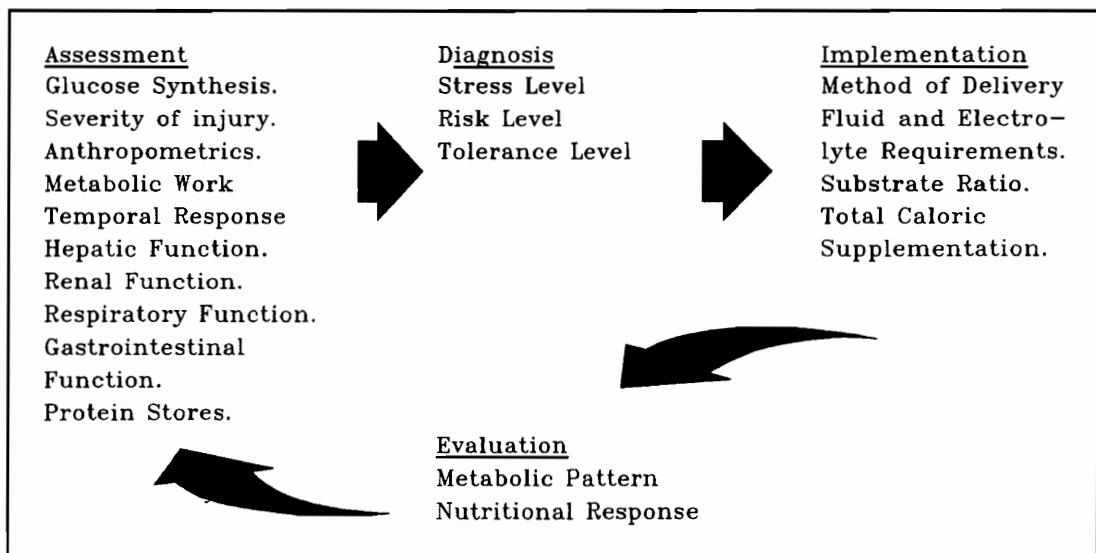 Assessment
Glucose Synthesis.
Severity of injury.
Anthropometrics.
Metabolic Work
Temporal Response
Hepatic Function.
Renal Function.
Respiratory Function.
Gastrointestinal
Function.
Protein Stores.
Diagnosis
Stress Level
Risk Level
Tolerance Level
Implementation
Method of Delivery
Fluid and Electro-
lyte Requirements.
Substrate Ratio.
Total Caloric
Supplementation.
Evaluation
Metabolic Pattern
Nutritional Response